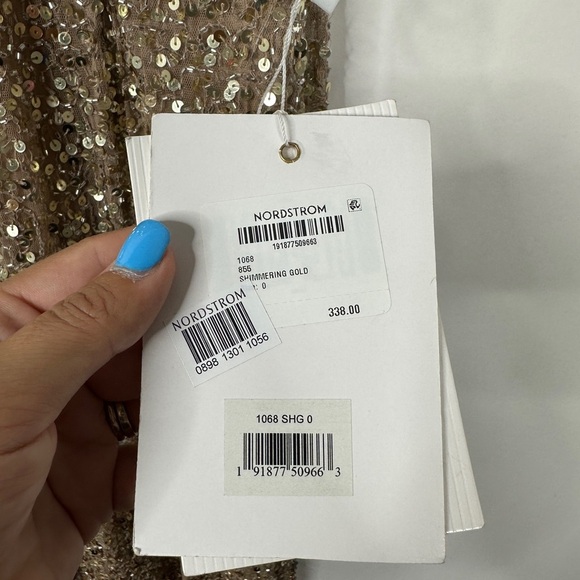 NORDSTROM
191877509663
1068
855
SHIMMERING GOLD
: 0
338.00
NORDSTROM
0898 1301 1056
1068 SHG 0
1 91877 50966 3